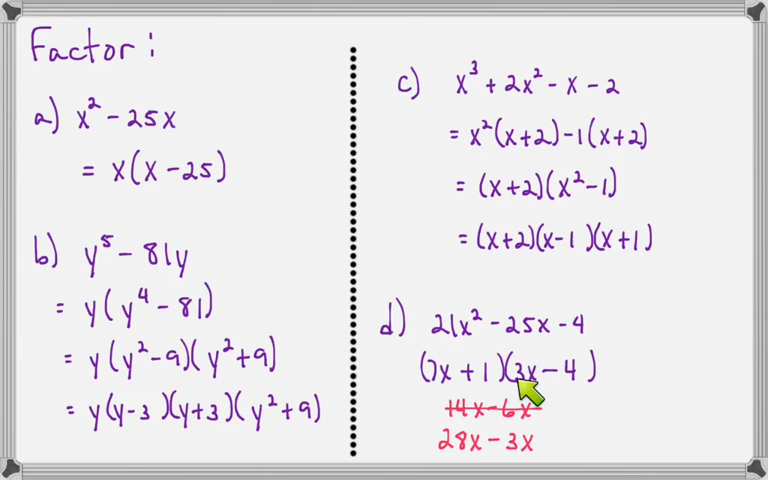 Factor:
a) x² - 25x
= x(x - 25)
b) y⁵ - 81y
= y(y⁴ - 81)
= y(y² - 9)(y² + 9)
= y(y - 3)(y + 3)(y² + 9)
c) x³ + 2x² - x - 2
= x²(x + 2) - 1(x + 2)
= (x + 2)(x² - 1)
= (x + 2)(x - 1)(x + 1)
d) 21x² - 25x - 4
(7x + 1)(3x - 4)
14x - 6x
28x - 3x